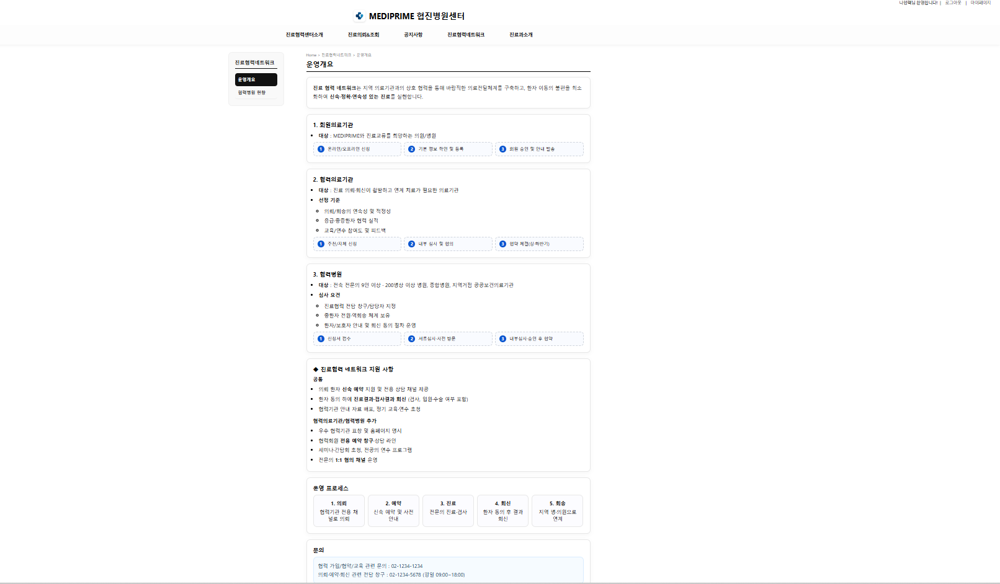 나협력님 환영합니다! | 로그아웃 | 마이페이지
MEDIPRIME 협진병원센터
진료협력센터소개 진료의뢰&조회 공지사항 진료협력네트워크 진료과소개
진료협력네트워크
운영개요
협력병원 현황
Home > 진료협력네트워크 > 운영개요
운영개요
진료 협력 네트워크는 지역 의료기관과의 상호 협력을 통해 바람직한 의료전달체계를 구축하고, 환자 이동의 불편을 최소
화하여 신속·정확·연속성 있는 진료를 실현합니다.
1. 회원의료기관
대상 : MEDIPRIME와 진료교류를 희망하는 의원/병원
1 온라인/오프라인 신청
2 기본 정보 확인 및 등록
3 회원 승인 및 안내 발송
2. 협력의료기관
대상 : 진료 의뢰·회신이 활발하고 연계 치료가 필요한 의료기관
선정 기준
의뢰/회송의 연속성 및 적정성
응급·중증환자 협력 실적
교육/연수 참여도 및 피드백
1 추천/자체 신청
2 내부 심사 및 협의
3 협약 체결(상·하반기)
3. 협력병원
대상 : 전속 전문의 9인 이상 · 200병상 이상 병원, 종합병원, 지역거점 공공보건의료기관
심사 요건
진료협력 전담 창구/담당자 지정
중환자 전원·역회송 체계 보유
환자/보호자 안내 및 회신 동의 절차 운영
1 신청서 접수
2 서류심사·사전 방문
3 내부심사·승인 후 협약
◆ 진료협력 네트워크 지원 사항
공통
의뢰 환자 신속 예약 지원 및 전용 상담 채널 제공
환자 동의 하에 진료결과·검사결과 회신 (검사, 입원·수술 여부 포함)
협력기관 안내 자료 배포, 정기 교육·연수 초청
협력의료기관/협력병원 추가
우수 협력기관 표창 및 홈페이지 명시
협력회원 전용 예약 창구·상담 라인
세미나·간담회 초청, 전공의 연수 프로그램
전문의 1:1 협의 채널 운영
운영 프로세스
1. 의뢰
협력기관 전용 채
널로 의뢰
2. 예약
신속 예약 및 사전
안내
3. 진료
전문의 진료·검사
4. 회신
환자 동의 후 결과
회신
5. 회송
지역 병·의원으로
연계
문의
협력 가입/협약/교육 관련 문의 : 02-1234-1234
의뢰·예약·회신 관련 전담 창구 : 02-1234-5678 (평일 09:00~18:00)